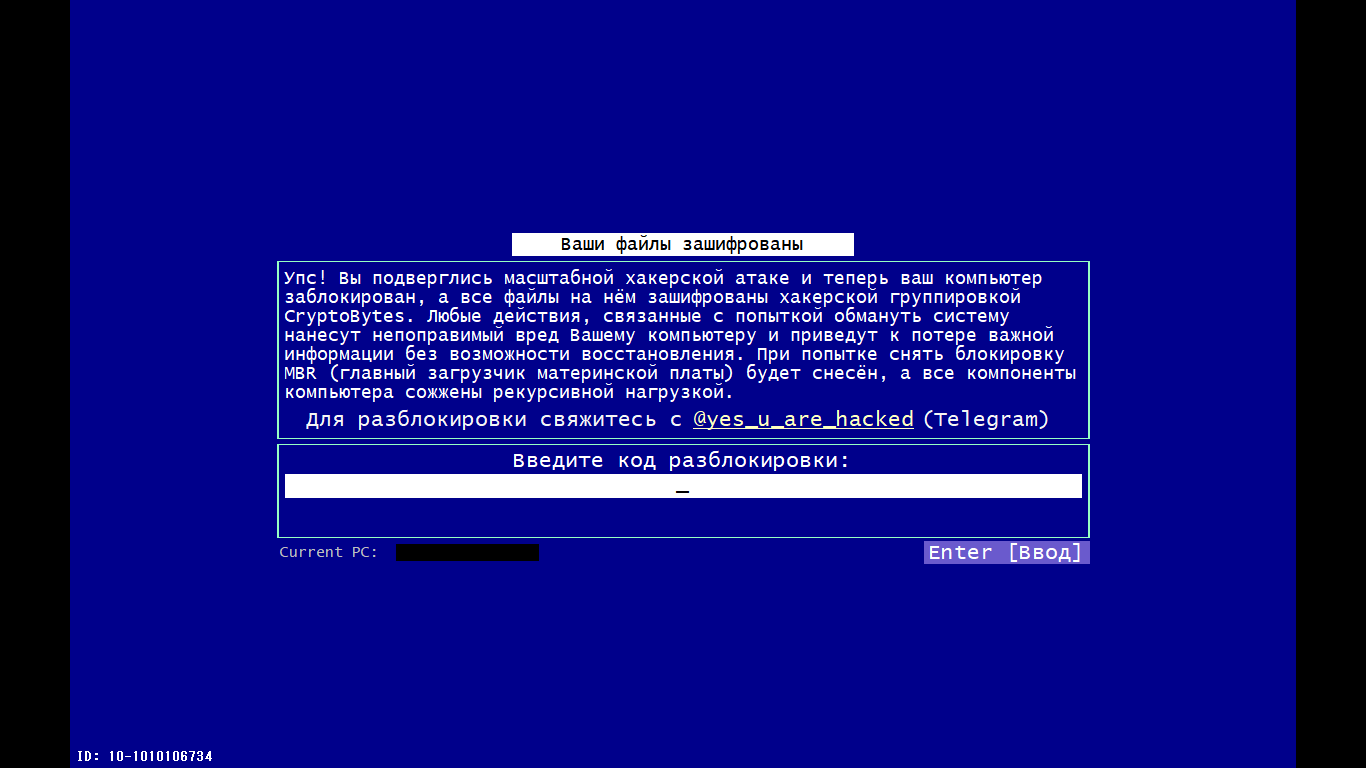 Ваши файлы зашифрованы
Упс! Вы подверглись масштабной хакерской атаке и теперь ваш компьютер
заблокирован, а все файлы на нём зашифрованы хакерской группировкой
CryptoBytes. Любые действия, связанные с попыткой обмануть систему
нанесут непоправимый вред Вашему компьютеру и приведут к потере важной
информации без возможности восстановления. При попытке снять блокировку
MBR (главный загрузчик материнской платы) будет снесён, а все компоненты
компьютера сожжены рекурсивной нагрузкой.
Для разблокировки свяжитесь с @yes_u_are_hacked (Telegram)
Введите код разблокировки:
_
Current PC:
Enter [Ввод]
ID: 10-1010106734